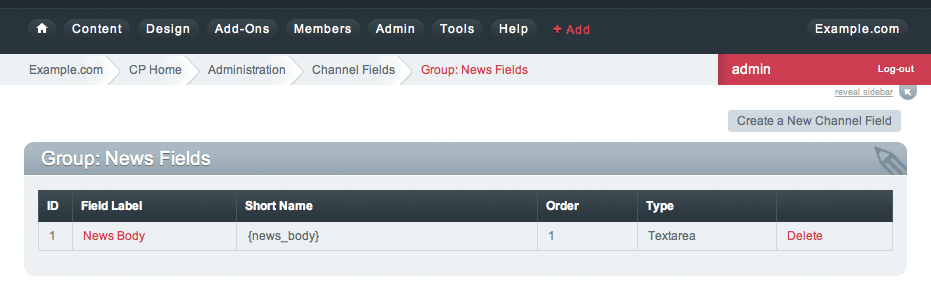 Content Design Add-Ons Members Admin Tools Help + Add Example.com
Example.com CP Home Administration Channel Fields Group: News Fields admin Log-out
reveal sidebar
Create a New Channel Field
Group: News Fields
ID Field Label Short Name Order Type
1 News Body {news_body} 1 Textarea Delete